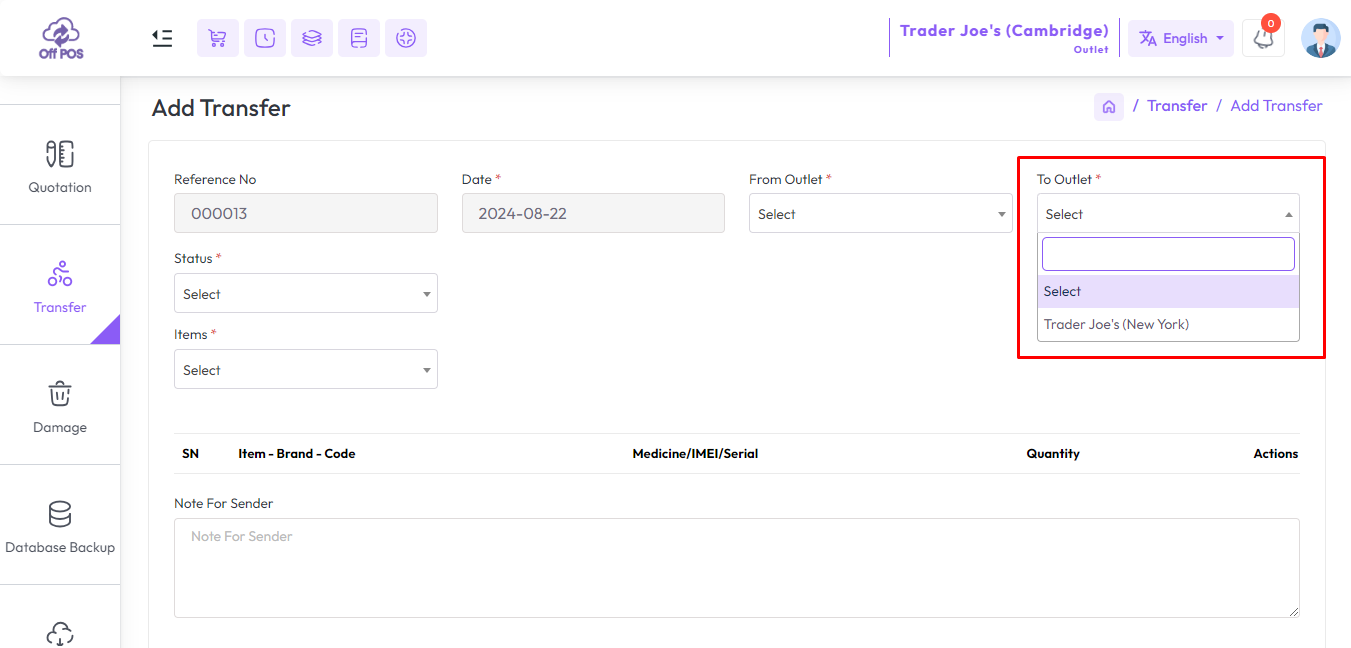 Off POS
Trader Joe's (Cambridge)
Outlet
English
0
Add Transfer
/ Transfer / Add Transfer
Quotation
Transfer
Damage
Database Backup
Reference No
000013
Date *
2024-08-22
From Outlet *
Select
To Outlet *
Select
Select
Trader Joe's (New York)
Status *
Select
Items *
Select
SN Item - Brand - Code Medicine/IMEI/Serial Quantity Actions
Note For Sender
Note For Sender